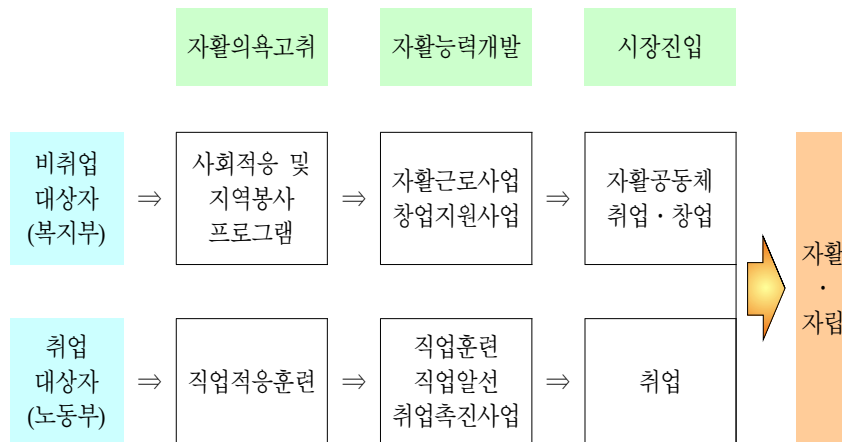 자활의욕고취
자활능력개발
시장진입
비취업
대상자
(복지부)
⇒
사회적응 및
지역봉사
프로그램
⇒
자활근로사업
창업지원사업
⇒
자활공동체
취업・창업
자활
・
자립
취업
대상자
(노동부)
⇒
직업적응훈련
⇒
직업훈련
직업알선
취업촉진사업
⇒
취업